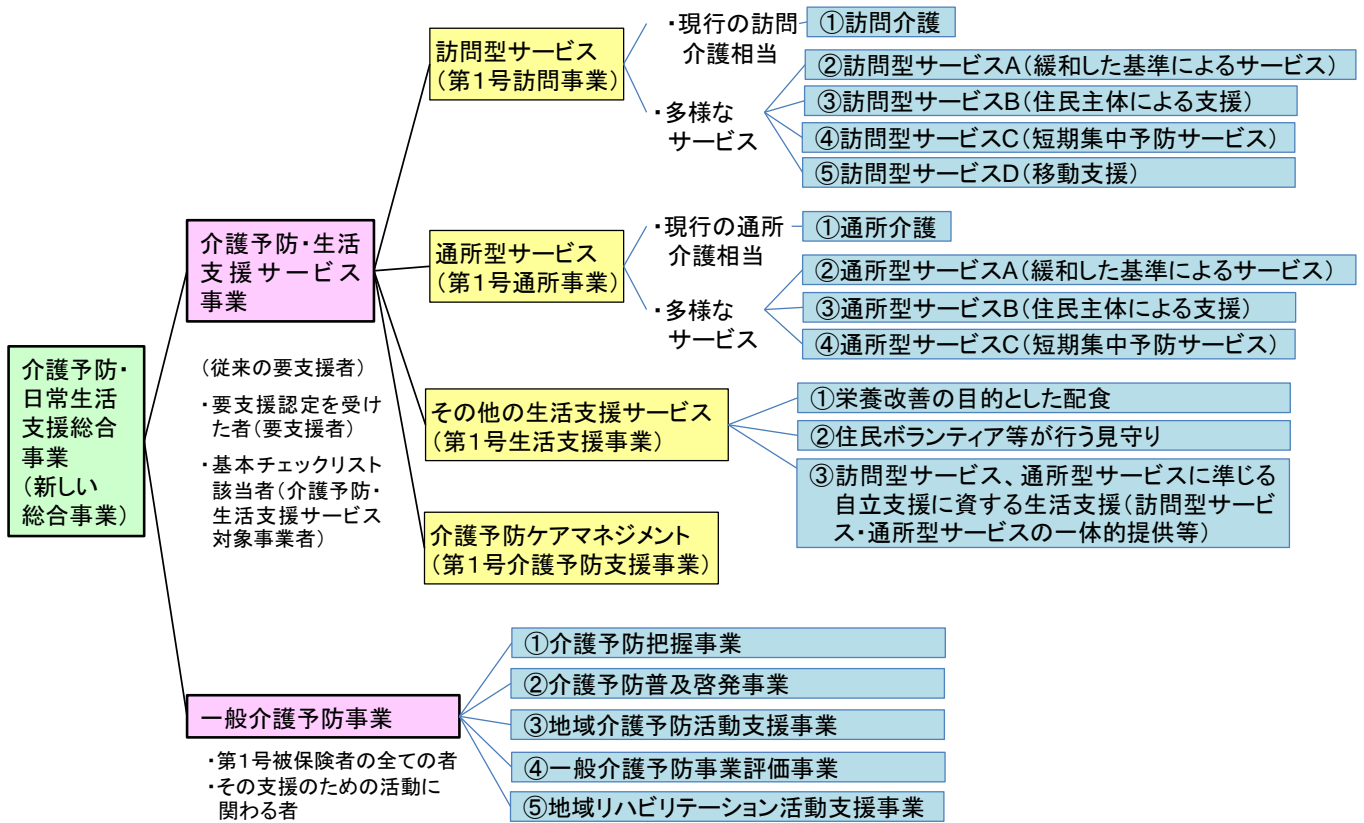 介護予防・
日常生活
支援総合
事業
(新しい
総合事業)
介護予防・生活
支援サービス
事業
(従来の要支援者)
・要支援認定を受け
た者(要支援者)
・基本チェックリスト
該当者(介護予防・
生活支援サービス
対象事業者)
訪問型サービス
(第1号訪問事業)
・現行の訪問
介護相当
①訪問介護
・多様な
サービス
②訪問型サービスA(緩和した基準によるサービス)
③訪問型サービスB(住民主体による支援)
④訪問型サービスC(短期集中予防サービス)
⑤訪問型サービスD(移動支援)
通所型サービス
(第1号通所事業)
・現行の通所
介護相当
①通所介護
・多様な
サービス
②通所型サービスA(緩和した基準によるサービス)
③通所型サービスB(住民主体による支援)
④通所型サービスC(短期集中予防サービス)
その他の生活支援サービス
(第1号生活支援事業)
①栄養改善の目的とした配食
②住民ボランティア等が行う見守り
③訪問型サービス、通所型サービスに準じる
自立支援に資する生活支援(訪問型サービ
ス・通所型サービスの一体的提供等)
介護予防ケアマネジメント
(第1号介護予防支援事業)
一般介護予防事業
・第1号被保険者の全ての者
・その支援のための活動に
関わる者
①介護予防把握事業
②介護予防普及啓発事業
③地域介護予防活動支援事業
④一般介護予防事業評価事業
⑤地域リハビリテーション活動支援事業